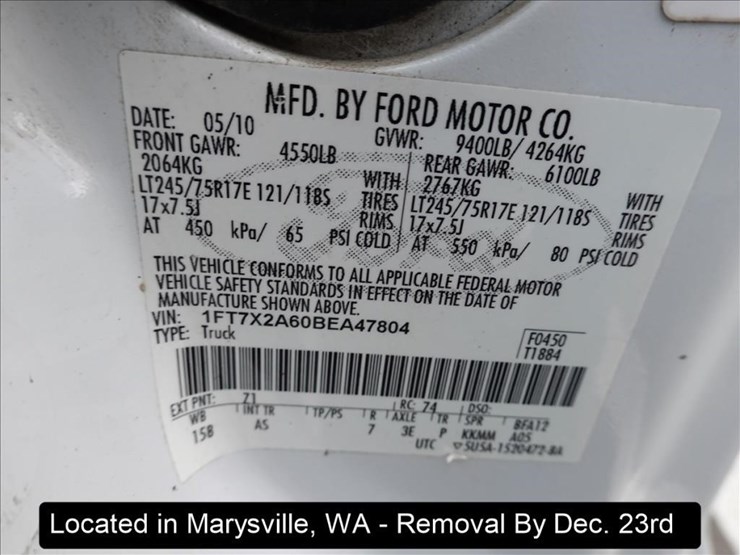 MFD. BY FORD MOTOR CO.
DATE: 05/10 GVWR: 9400LB/ 4264KG
FRONT GAWR: 4550LB REAR GAWR: 6100LB
2064KG WITH 2767KG WITH
LT245/75R17E 121/118S TIRES LT245/75R17E 121/118S TIRES
17x7.5J RIMS 17x7.5J RIMS
AT 450 kPa/ 65 PSI COLD AT 550 kPa/ 80 PSI COLD
THIS VEHICLE CONFORMS TO ALL APPLICABLE FEDERAL MOTOR
VEHICLE SAFETY STANDARDS IN EFFECT ON THE DATE OF
MANUFACTURE SHOWN ABOVE.
VIN: 1FT7X2A60BEA47804
TYPE: Truck
F0450
T1884
EXT PNT: Z1 RC: 74 DSO:
WB INT TR TP/PS R AXLE TR SPR BFA12
158 AS 7 3E P KKMM A05
UTC SUSA-1520472-BA
Located in Marysville, WA - Removal By Dec. 23rd